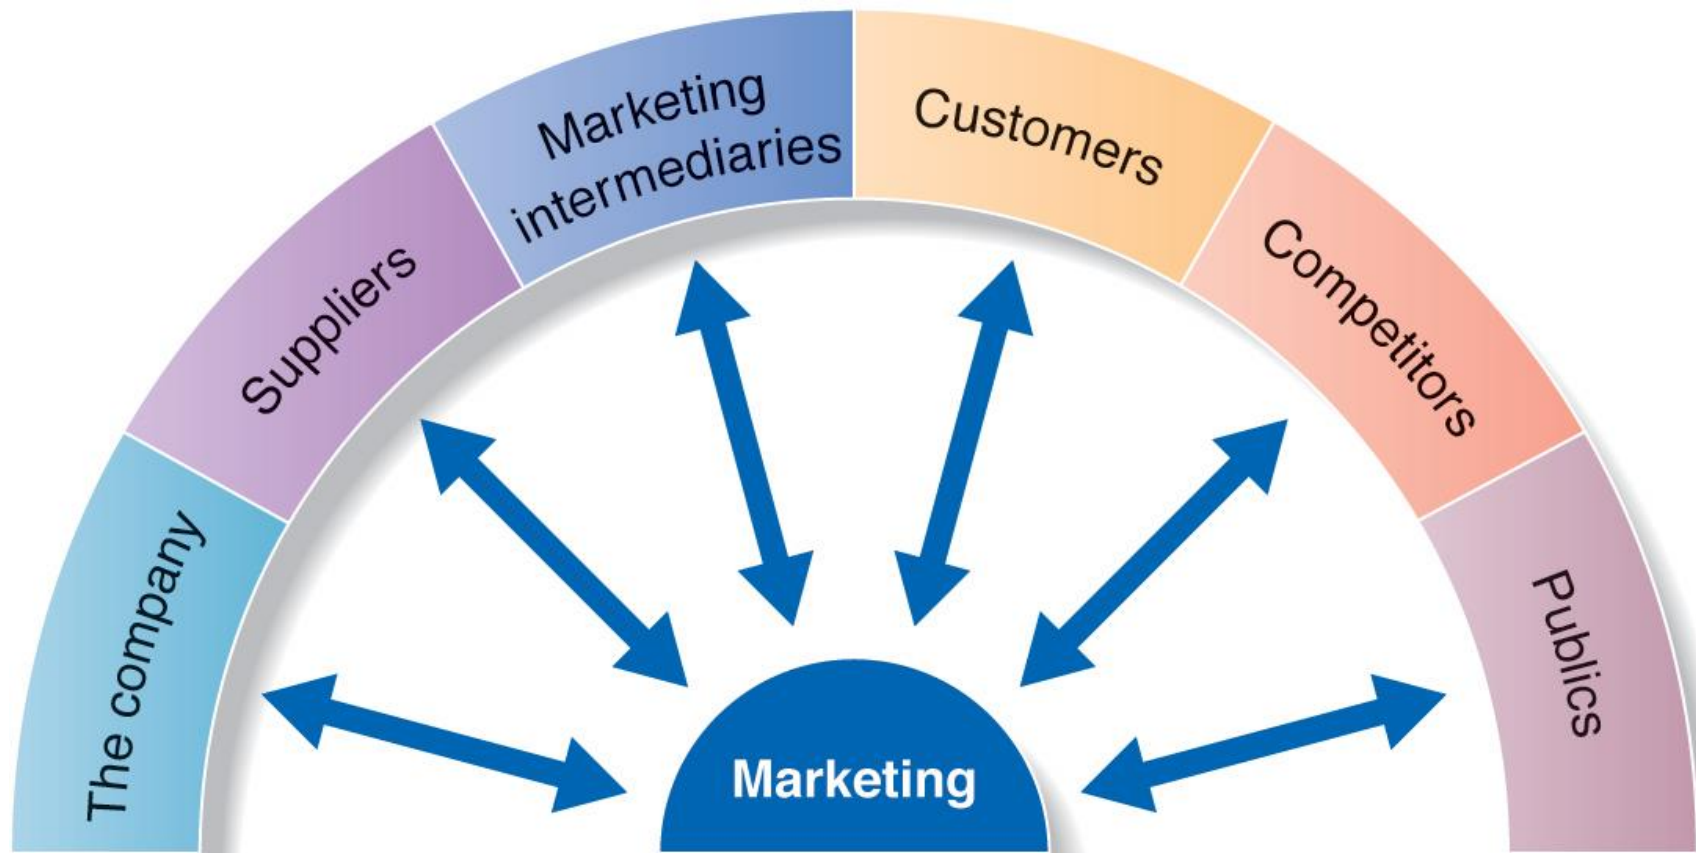 The company
Suppliers
Marketing
intermediaries
Customers
Competitors
Publics
Marketing